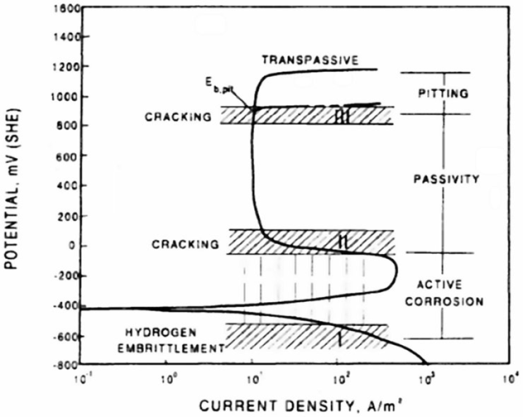 1600
1400
1200
1000
800
600
400
200
0
-200
-400
-600
-800
POTENTIAL, mV (SHE)
TRANSPASSIVE
E b,pit
CRACKING
III
CRACKING
II
HYDROGEN
EMBRITTLEMENT
I
PITTING
PASSIVITY
ACTIVE
CORROSION
10⁻¹
10⁰
10¹
10²
10³
10⁴
CURRENT DENSITY, A/m²